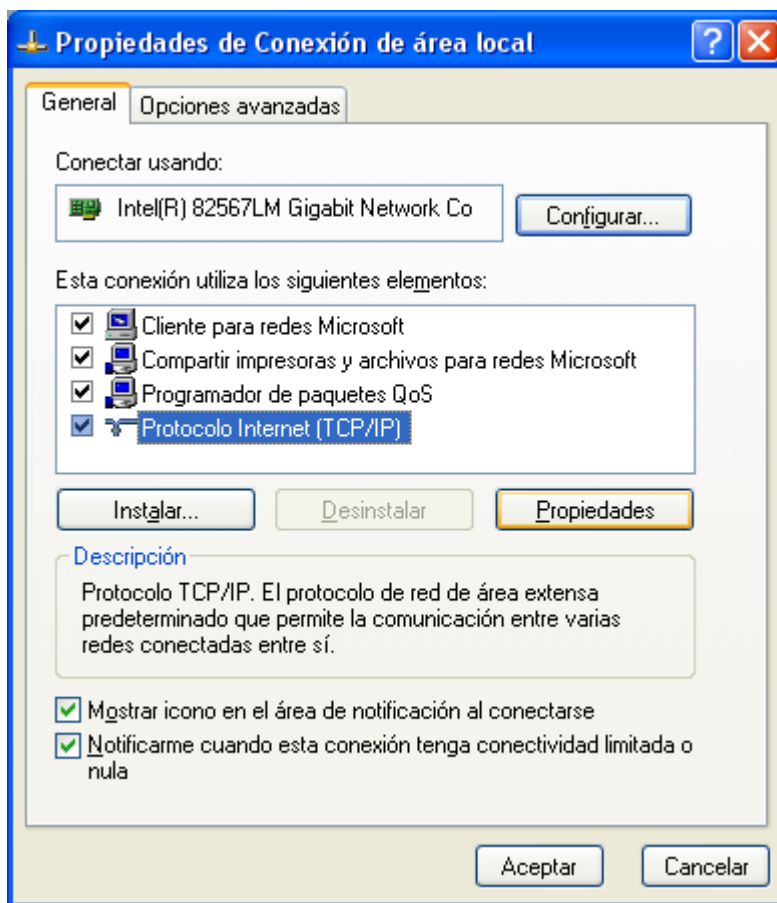 Propiedades de Conexión de área local
General
Opciones avanzadas
Conectar usando:
Intel(R) 82567LM Gigabit Network Co
Configurar...
Esta conexión utiliza los siguientes elementos:
Cliente para redes Microsoft
Compartir impresoras y archivos para redes Microsoft
Programador de paquetes QoS
Protocolo Internet (TCP/IP)
Instalar...
Desinstalar
Propiedades
Descripción
Protocolo TCP/IP. El protocolo de red de área extensa
predeterminado que permite la comunicación entre varias
redes conectadas entre sí.
Mostrar icono en el área de notificación al conectarse
Notificarme cuando esta conexión tenga conectividad limitada o
nula
Aceptar
Cancelar